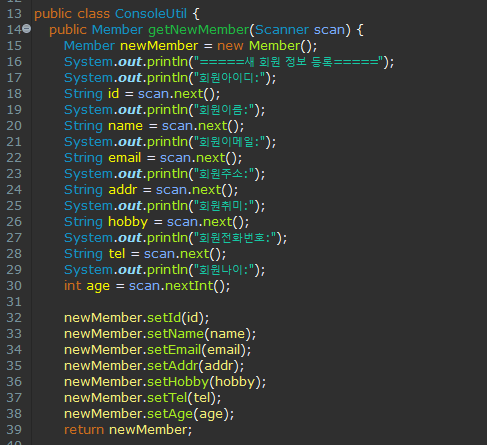 13 public class ConsoleUtil {
14 public Member getNewMember(Scanner scan) {
15 Member newMember = new Member();
16 System.out.println("=====새 회원 정보 등록=====");
17 System.out.println("회원아이디:");
18 String id = scan.next();
19 System.out.println("회원이름:");
20 String name = scan.next();
21 System.out.println("회원이메일:");
22 String email = scan.next();
23 System.out.println("회원주소:");
24 String addr = scan.next();
25 System.out.println("회원취미:");
26 String hobby = scan.next();
27 System.out.println("회원전화번호:");
28 String tel = scan.next();
29 System.out.println("회원나이:");
30 int age = scan.nextInt();
31
32 newMember.setId(id);
33 newMember.setName(name);
34 newMember.setEmail(email);
35 newMember.setAddr(addr);
36 newMember.setHobby(hobby);
37 newMember.setTel(tel);
38 newMember.setAge(age);
39 return newMember;